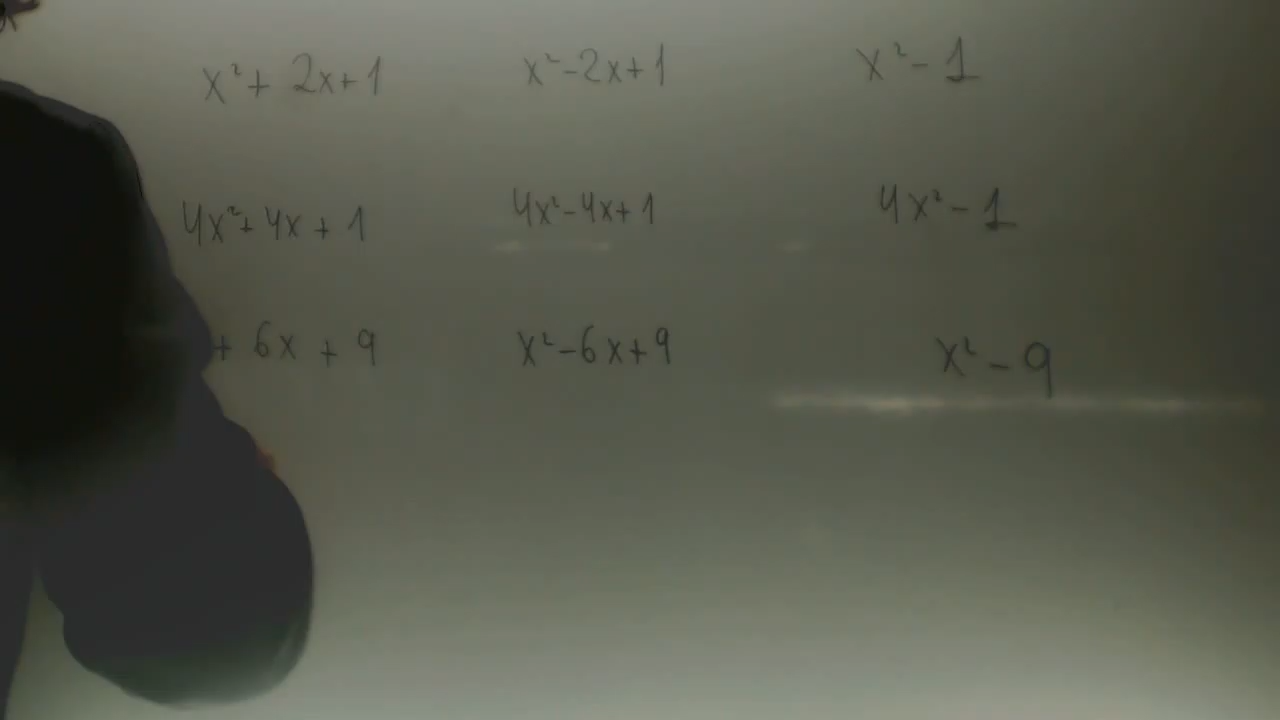 x² + 2x + 1 x² - 2x + 1 x² - 1
4x² + 4x + 1 4x² - 4x + 1 4x² - 1
+ 6x + 9 x² - 6x + 9 x² - 9